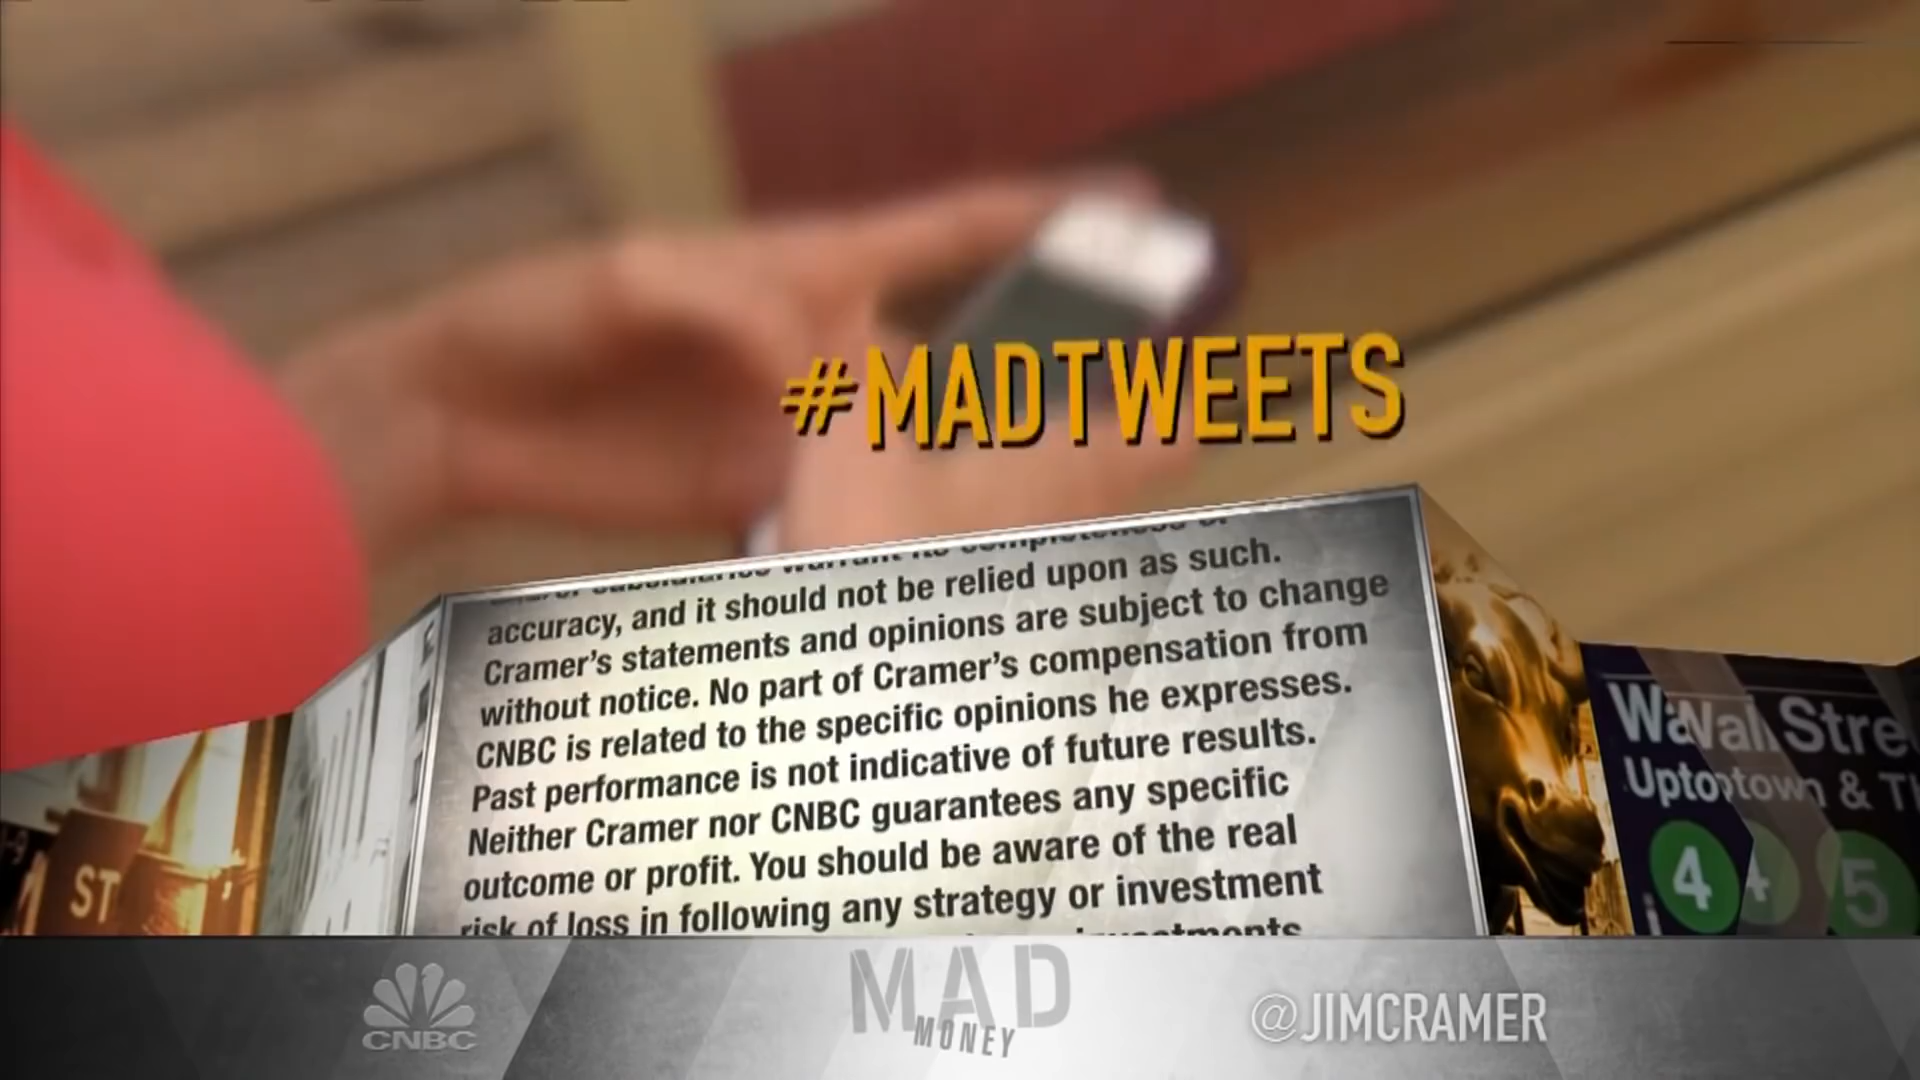 #MADTWEETS
accuracy, and it should not be relied upon as such.
Cramer's statements and opinions are subject to change
without notice. No part of Cramer's compensation from
CNBC is related to the specific opinions he expresses.
Past performance is not indicative of future results.
Neither Cramer nor CNBC guarantees any specific
outcome or profit. You should be aware of the real
risk of loss in following any strategy or investment
ST
Wall Stre
Uptown & Th
4 4 5
CNBC
MAD
MONEY
@JIMCRAMER